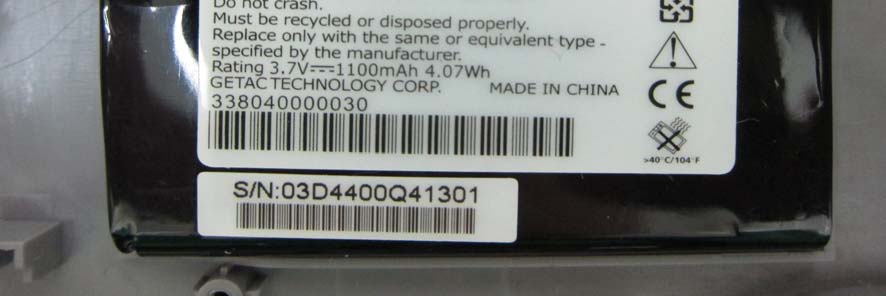 Do not crash.
Must be recycled or disposed properly.
Replace only with the same or equivalent type -
specified by the manufacturer.
Rating 3.7V⎓1100mAh 4.07Wh
GETAC TECHNOLOGY CORP. MADE IN CHINA
338040000030
CE
>40°C/104°F
S/N:03D4400Q41301